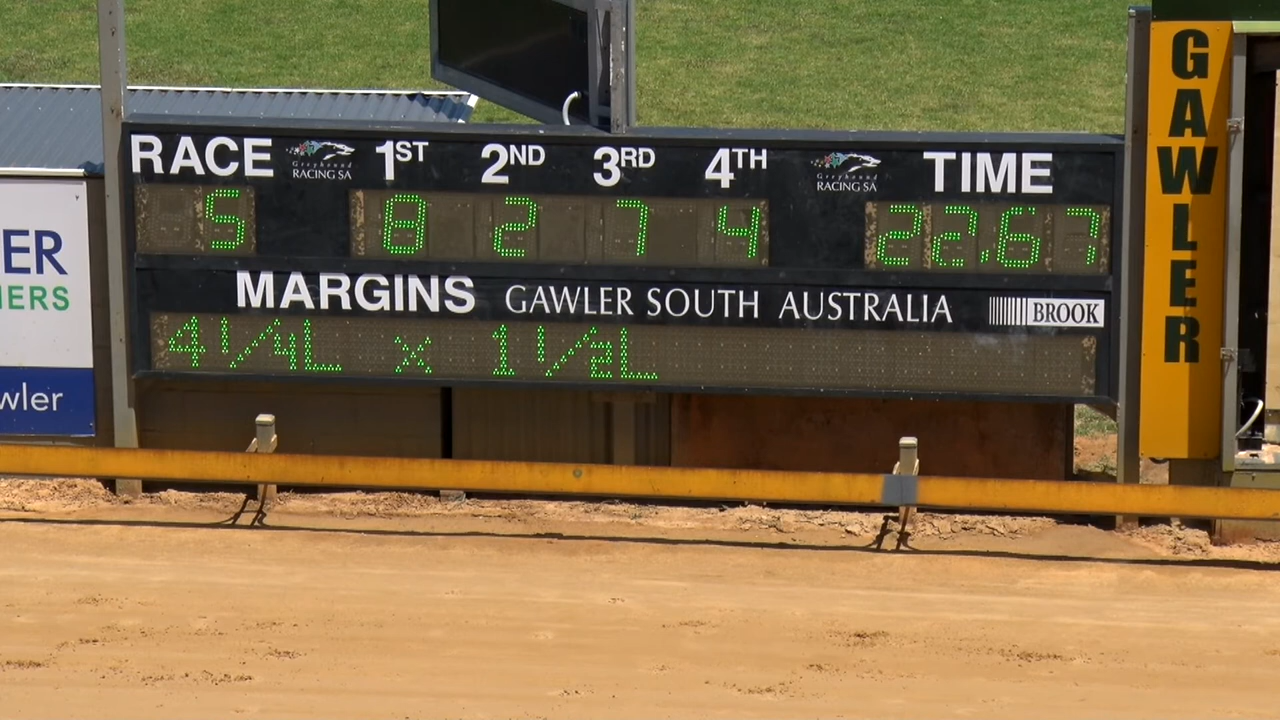 RACE Greyhound RACING SA 1ST 2ND 3RD 4TH Greyhound RACING SA TIME
5 8 2 7 4 22.67
MARGINS GAWLER SOUTH AUSTRALIA BROOK
4 1/4L x 1 1/2L
GAWLER
ER
NERS
wler